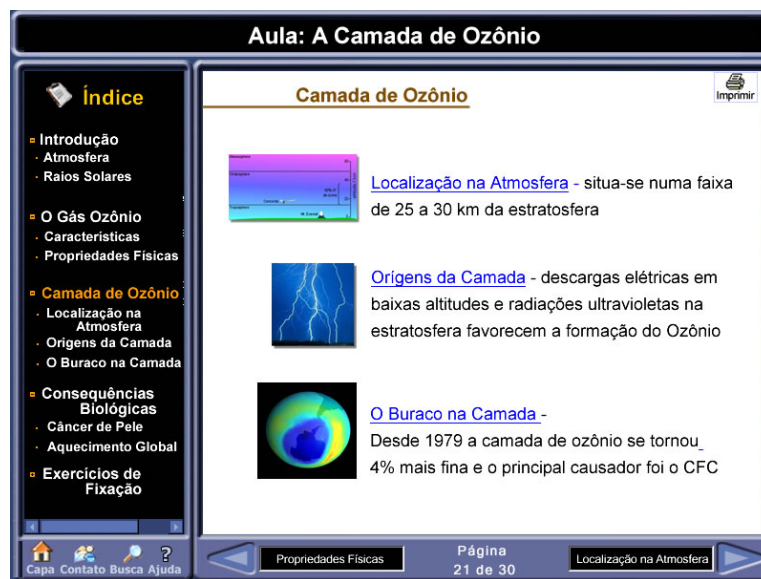 Aula: A Camada de Ozônio
Índice
Introdução
Atmosfera
Raios Solares
O Gás Ozônio
Características
Propriedades Físicas
Camada de Ozônio
Localização na
Atmosfera
Origens da Camada
O Buraco na Camada
Consequências
Biológicas
Câncer de Pele
Aquecimento Global
Exercícios de
Fixação
Capa Contato Busca Ajuda
Camada de Ozônio
Imprimir
Localização na Atmosfera - situa-se numa faixa
de 25 a 30 km da estratosfera
Orígens da Camada - descargas elétricas em
baixas altitudes e radiações ultravioletas na
estratosfera favorecem a formação do Ozônio
O Buraco na Camada -
Desde 1979 a camada de ozônio se tornou
4% mais fina e o principal causador foi o CFC
Propriedades Físicas
Página
21 de 30
Localização na Atmosfera